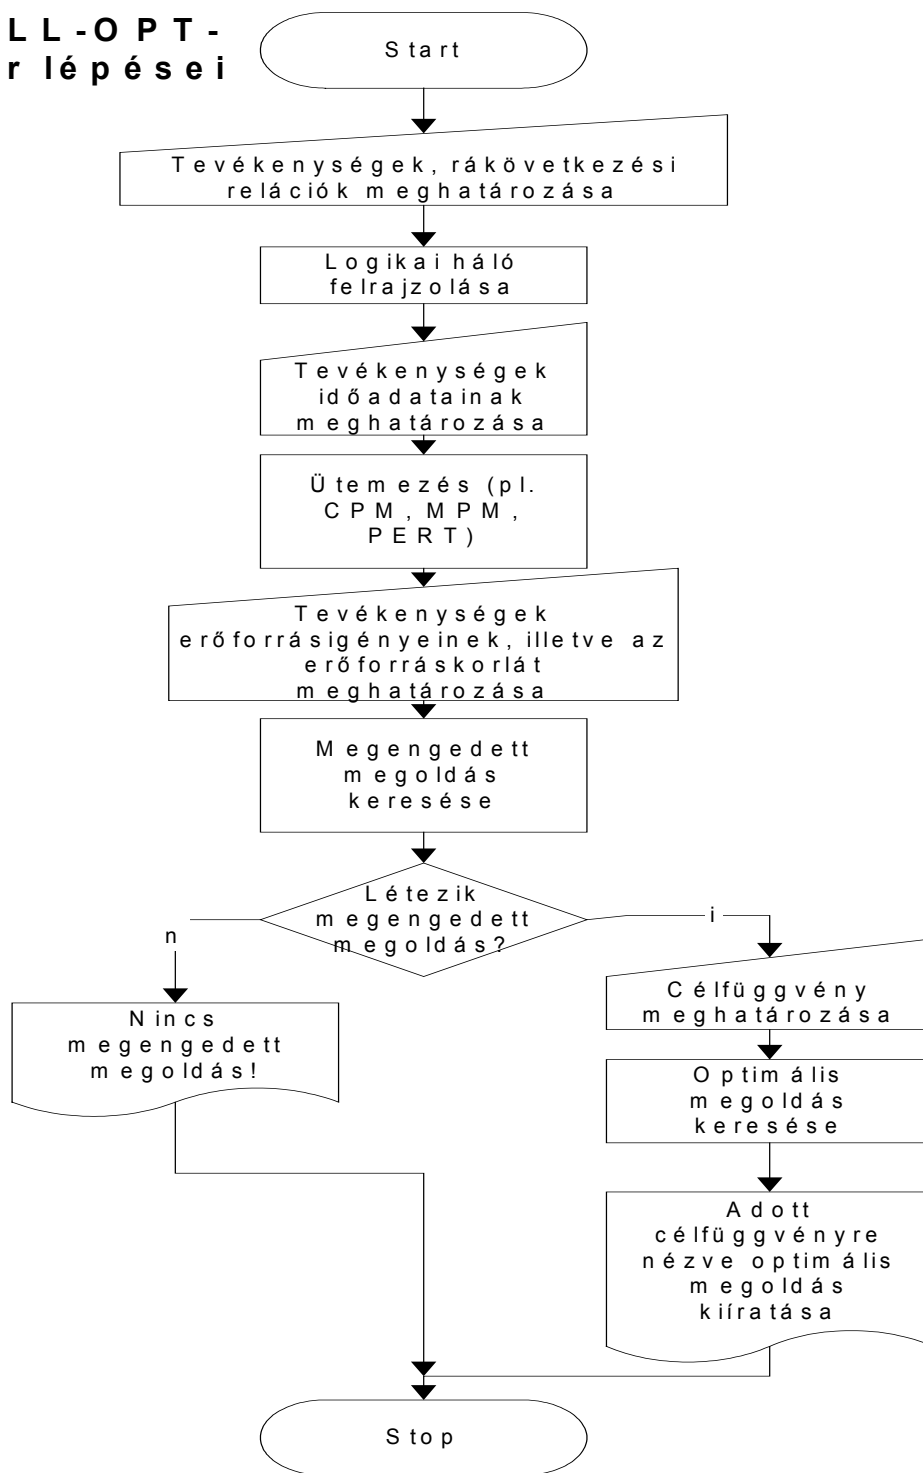 LL-OPT-
r lépései
Start
Tevékenységek, rákövetkezési
relációk meghatározása
Logikai háló
felrajzolása
Tevékenységek
időadatainak
meghatározása
Ütemezés (pl.
CPM, MPM,
PERT)
Tevékenységek
erőforrásigényeinek, illetve az
erőforráskorlát
meghatározása
Megengedett
megoldás
keresése
Létezik
megengedett
megoldás?
n
i
Nincs
megengedett
megoldás!
Célfüggvény
meghatározása
Optimális
megoldás
keresése
Adott
célfüggvényre
nézve optimális
megoldás
kiíratása
Stop